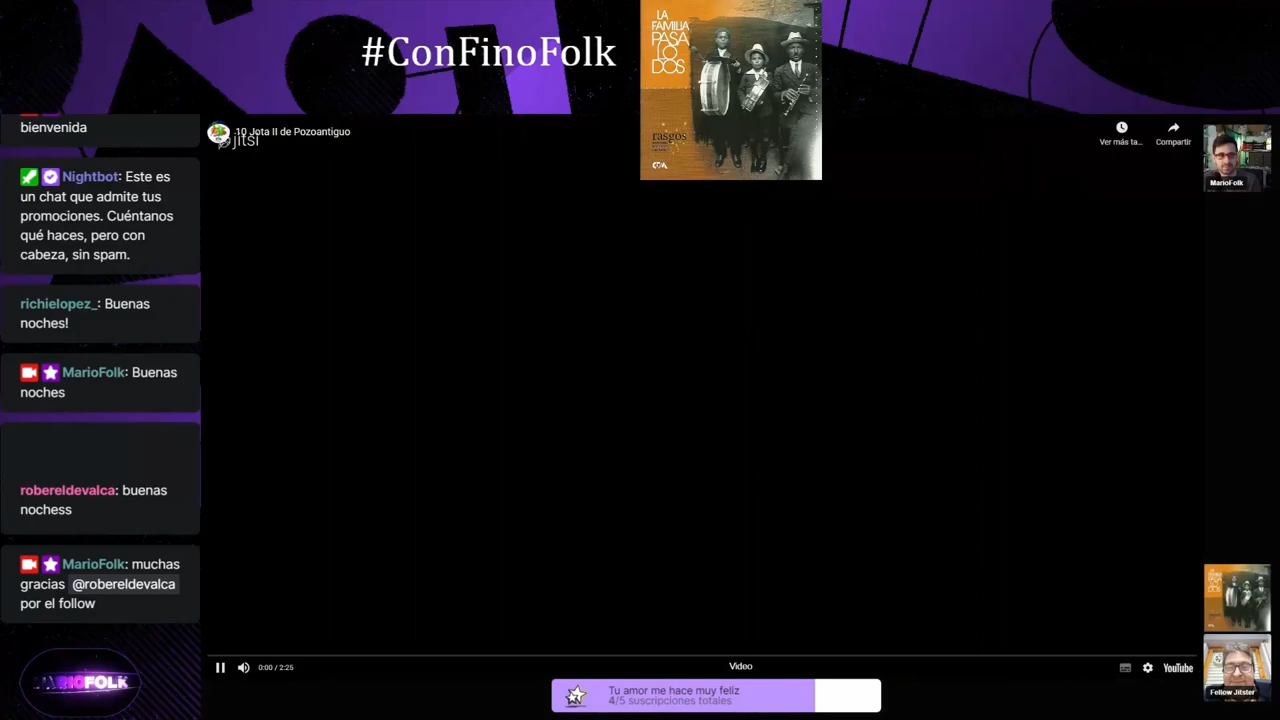 #ConFinoFolk
LA
FAMILIA
PASA
LO
DOS
rasgos
bienvenida
Nightbot: Este es
un chat que admite tus
promociones. Cuéntanos
qué haces, pero con
cabeza, sin spam.
richielopez_: Buenas
noches!
MarioFolk: Buenas
noches
robereldevalca: buenas
nochess
MarioFolk: muchas
gracias @robereldevalca
por el follow
MARIOFOLK
10 Jota II de Pozoantiguo
jitsi
Ver más ta...
Compartir
MarioFolk
Fellow Jitster
0:00 / 2:25
Video
YouTube
Tu amor me hace muy feliz
4/5 suscripciones totales